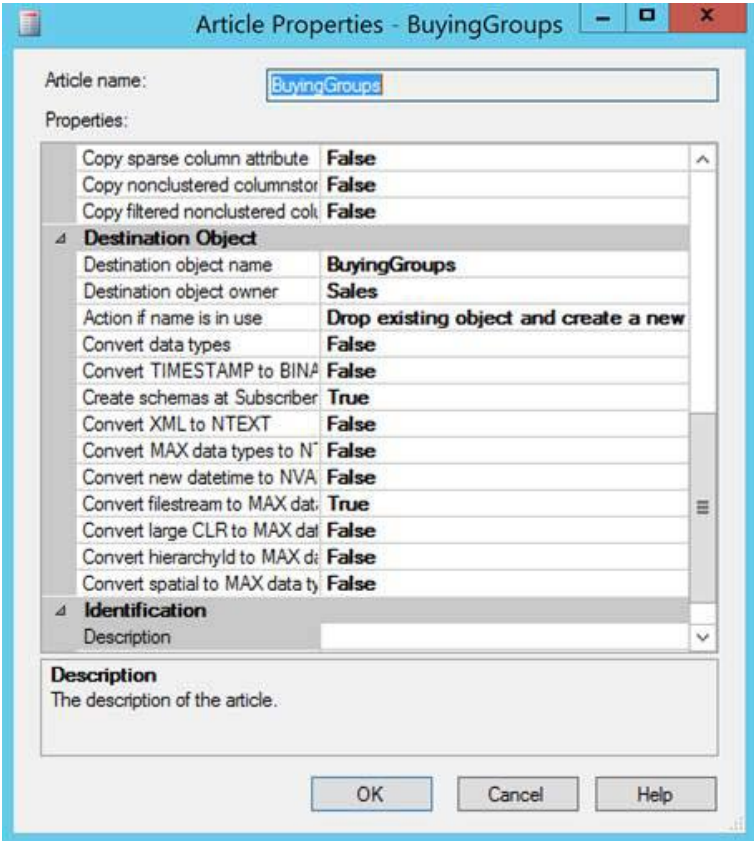 Article Properties - BuyingGroups
Article name: BuyingGroups
Properties:
Copy sparse column attribute False
Copy nonclustered columnstor False
Copy filtered nonclustered colu False
Destination Object
Destination object name BuyingGroups
Destination object owner Sales
Action if name is in use Drop existing object and create a new
Convert data types False
Convert TIMESTAMP to BINA False
Create schemas at Subscriber True
Convert XML to NTEXT False
Convert MAX data types to NT False
Convert new datetime to NVA False
Convert filestream to MAX data True
Convert large CLR to MAX dat False
Convert hierarchyId to MAX da False
Convert spatial to MAX data ty False
Identification
Description
Description
The description of the article.
OK Cancel Help